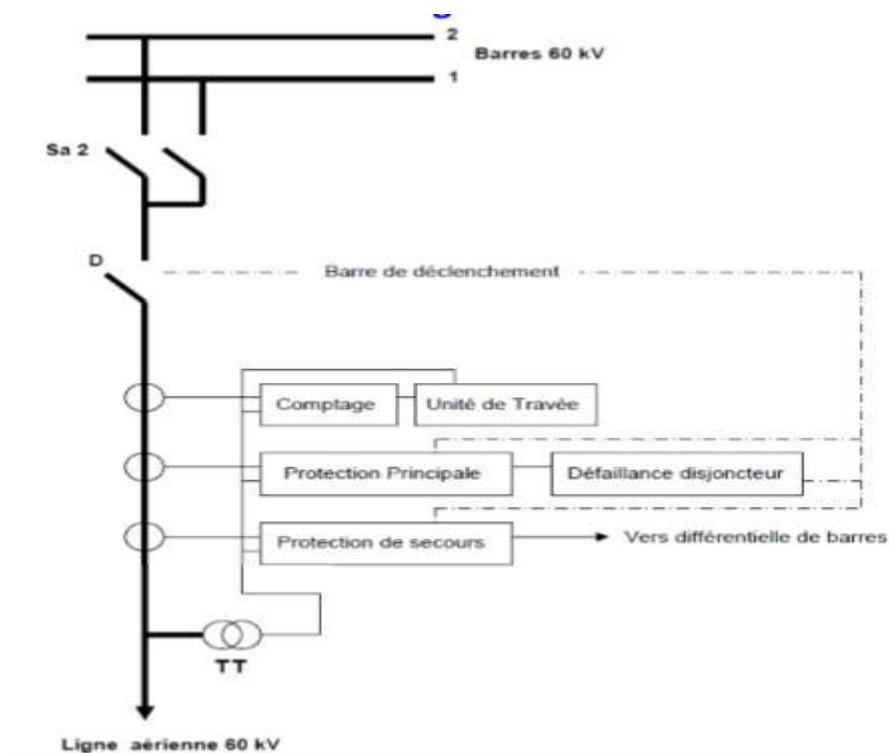 2
Barres 60 kV
1
Sa 2
D
Barre de déclenchement
Comptage
Unité de Travée
Protection Principale
Défaillance disjoncteur
Protection de secours
Vers différentielle de barres
TT
Ligne aérienne 60 kV